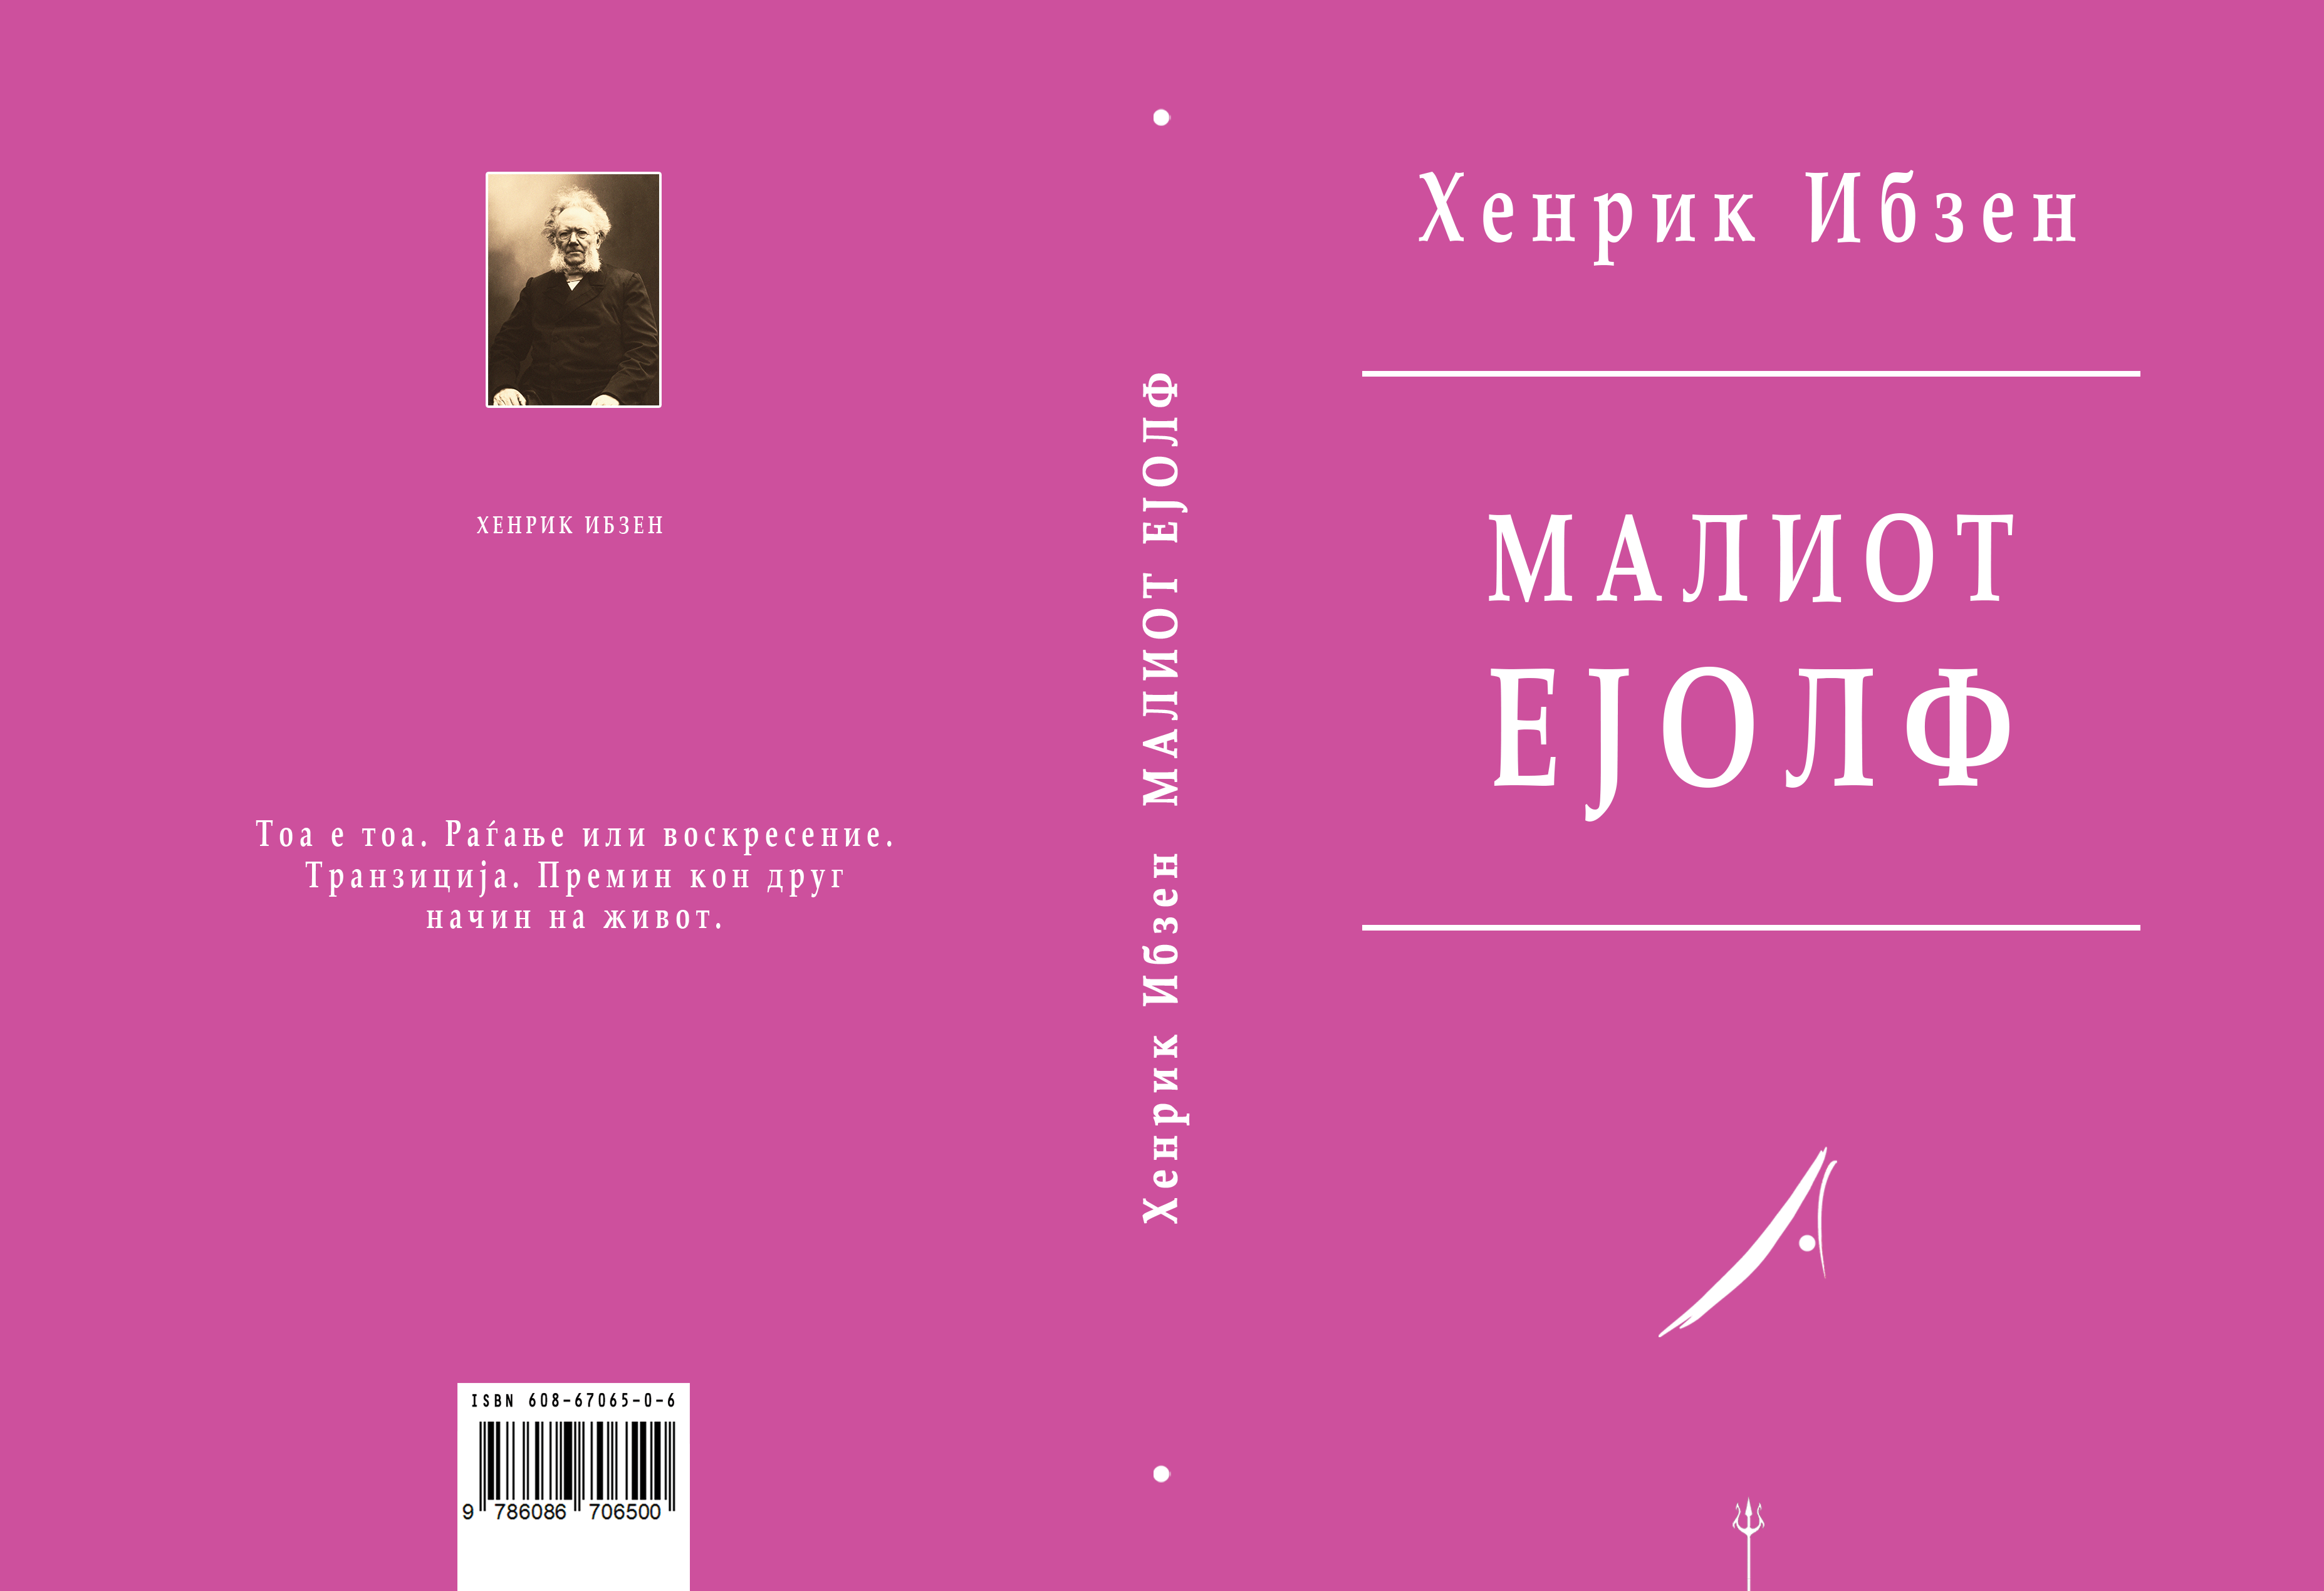 ХЕНРИК ИБЗЕН
Тоа е тоа. Раѓање или воскресение.
Транзиција. Премин кон друг
начин на живот.
ISBN 608-67065-0-6
9 786086 706500
Хенрик Ибзен МАЛИОТ ЕЈОЛФ
Хенрик Ибзен
МАЛИОТ
ЕЈОЛФ